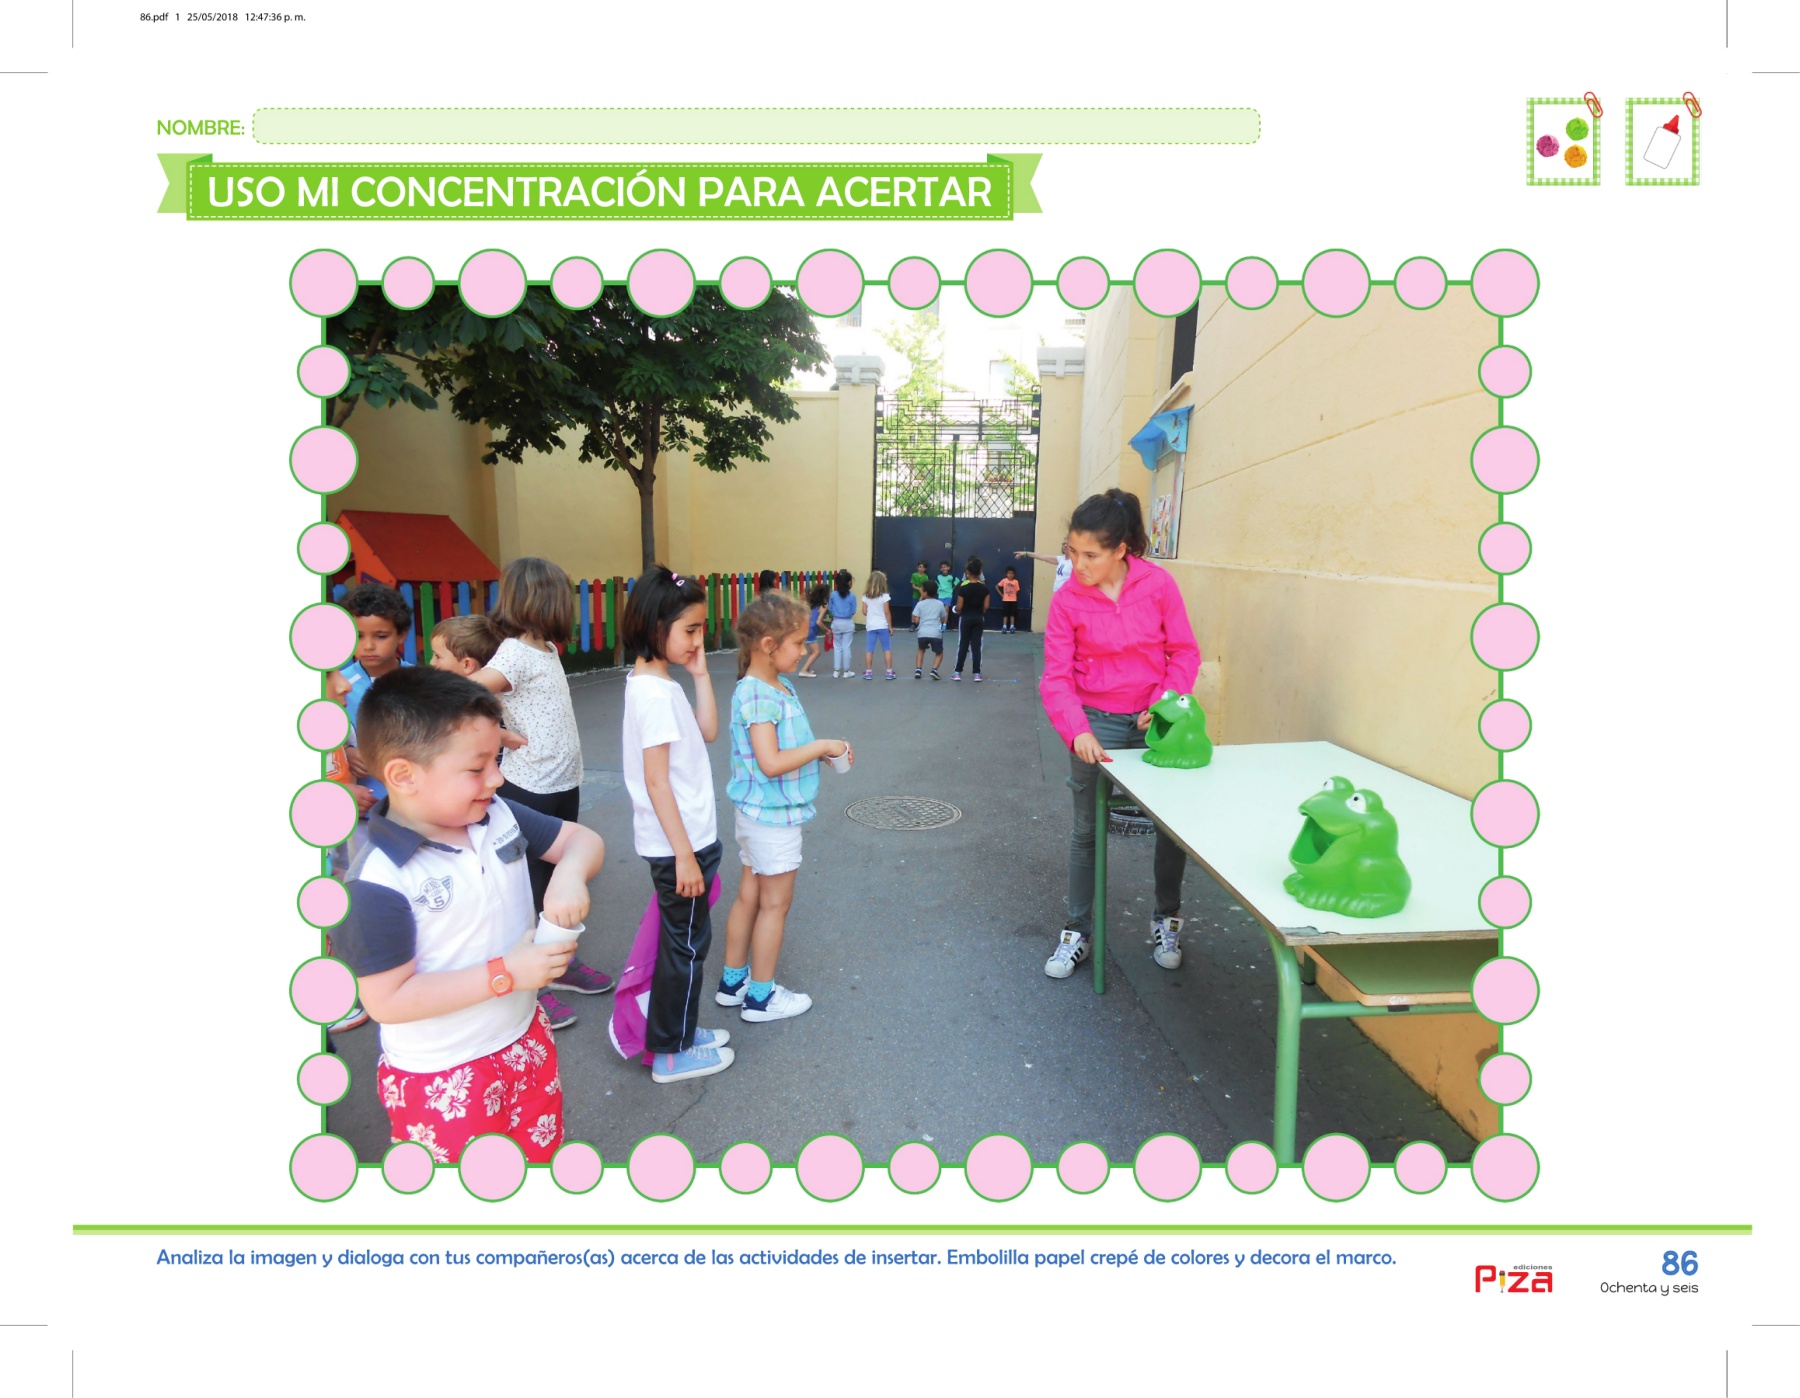 86.pdf 1 25/05/2018 12:47:36 p. m.
NOMBRE:
USO MI CONCENTRACIÓN PARA ACERTAR
5
Analiza la imagen y dialoga con tus compañeros(as) acerca de las actividades de insertar. Embolilla papel crepé de colores y decora el marco.
ediciones
Piza
86
Ochenta y seis